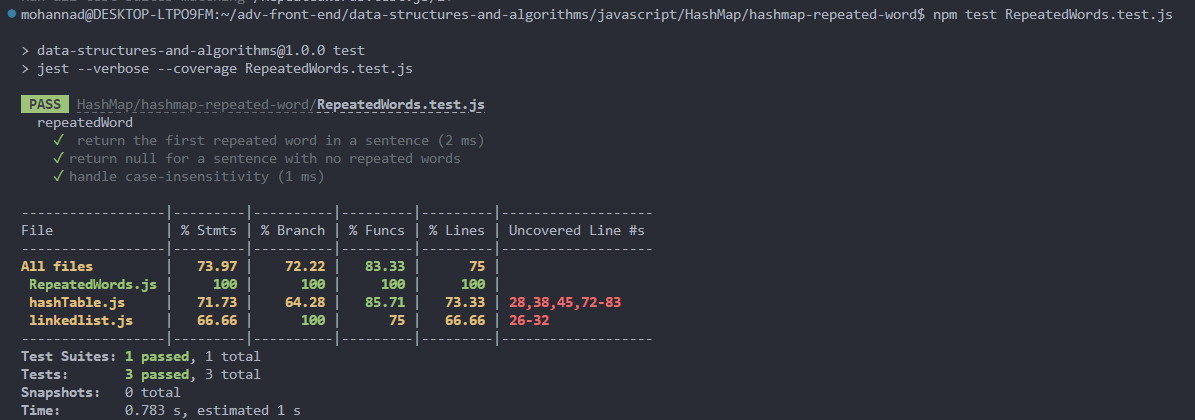 mohannad@DESKTOP-LTPO9FM:~/adv-front-end/data-structures-and-algorithms/javascript/HashMap/hashmap-repeated-word$ npm test RepeatedWords.test.js
> data-structures-and-algorithms@1.0.0 test
> jest --verbose --coverage RepeatedWords.test.js
PASS HashMap/hashmap-repeated-word/RepeatedWords.test.js
repeatedWord
✓ return the first repeated word in a sentence (2 ms)
✓ return null for a sentence with no repeated words
✓ handle case-insensitivity (1 ms)
------------------|---------|----------|---------|---------|-------------------
File | % Stmts | % Branch | % Funcs | % Lines | Uncovered Line #s
------------------|---------|----------|---------|---------|-------------------
All files | 73.97 | 72.22 | 83.33 | 75 |
RepeatedWords.js | 100 | 100 | 100 | 100 |
hashTable.js | 71.73 | 64.28 | 85.71 | 73.33 | 28,38,45,72-83
linkedlist.js | 66.66 | 100 | 75 | 66.66 | 26-32
------------------|---------|----------|---------|---------|-------------------
Test Suites: 1 passed, 1 total
Tests: 3 passed, 3 total
Snapshots: 0 total
Time: 0.783 s, estimated 1 s